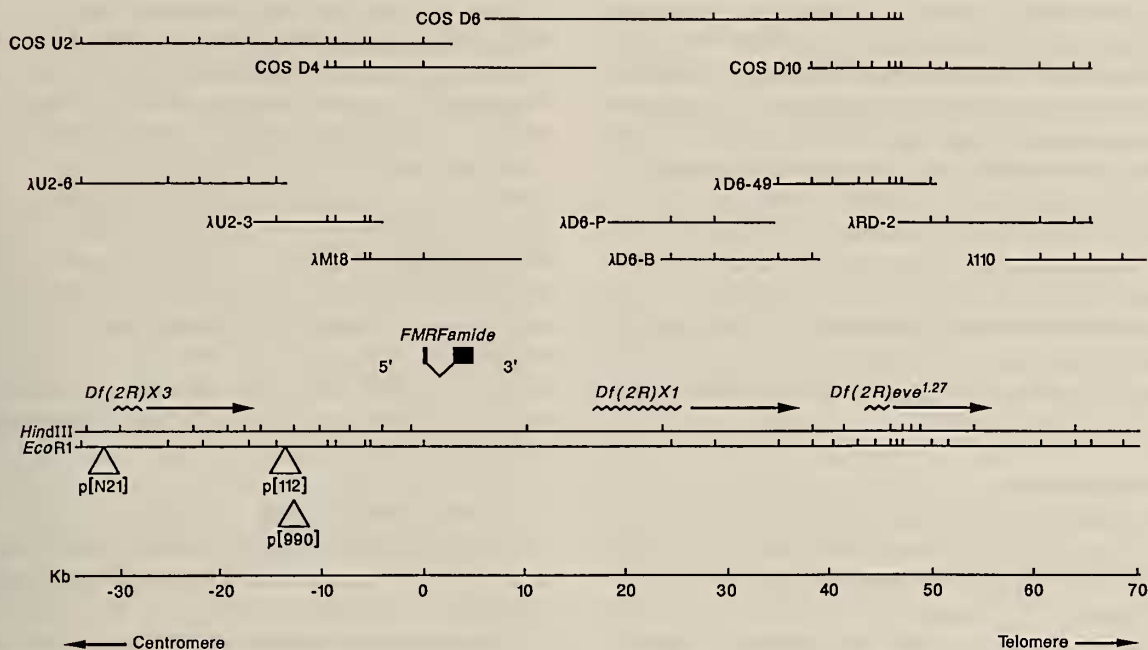 COS D6
COS U2
COS D4 COS D10
λU2-6 λD6-49
λU2-3 λD6-P λRD-2
λMt8 λD6-B λ110
FMRFamide
5' 3'
Df(2R)X3 Df(2R)X1 Df(2R)eve1.27
HindIII
EcoR1
p[N21] p[112]
p[990]
Kb
-30 -20 -10 0 10 20 30 40 50 60 70
Centromere Telomere